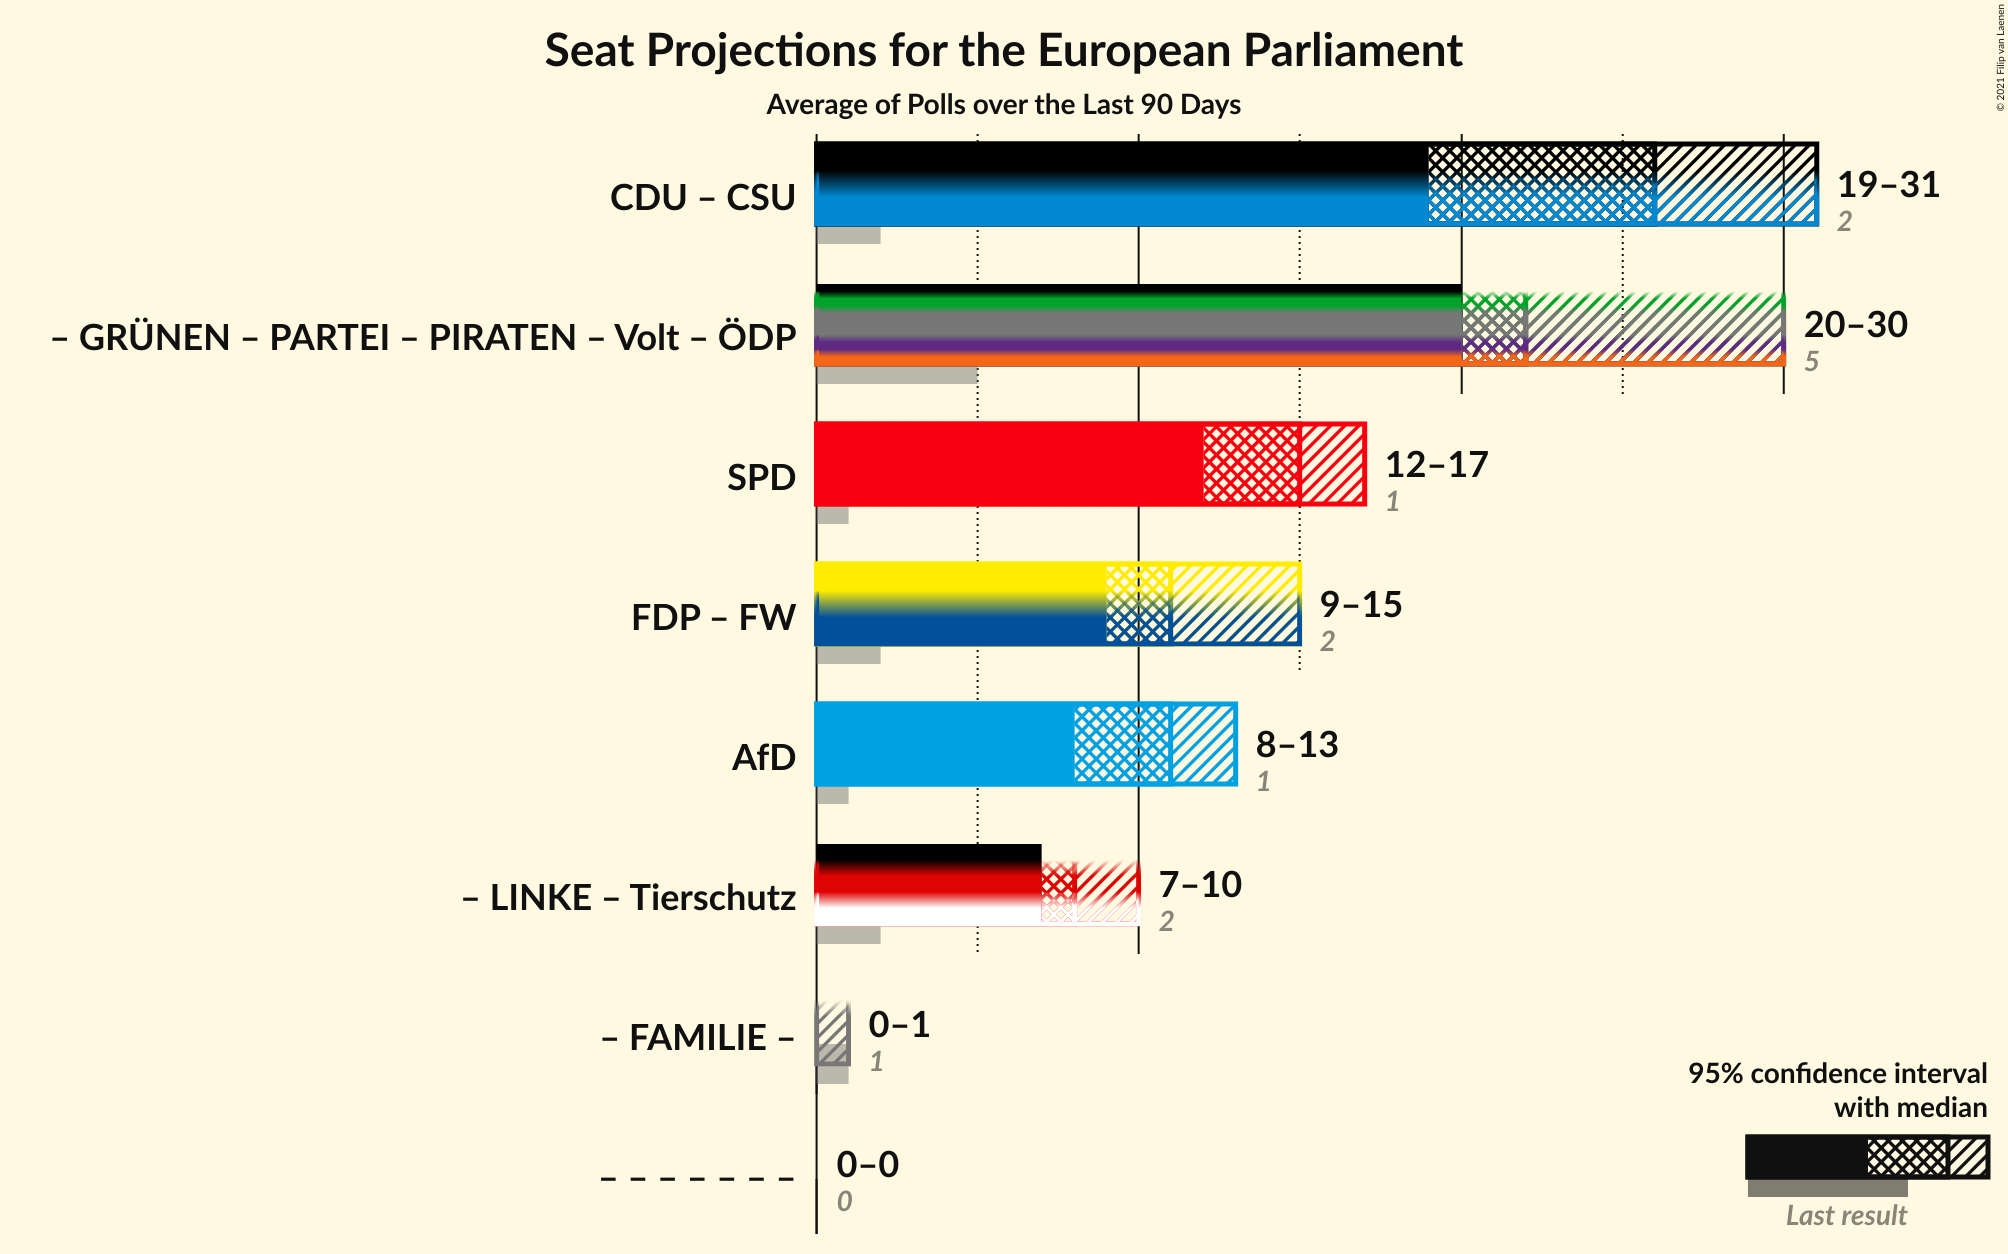 Seat Projections for the European Parliament
Average of Polls over the Last 90 Days
© 2021 Filip van Laenen
CDU – CSU
19–31
2
– GRÜNEN – PARTEI – PIRATEN – Volt – ÖDP
20–30
5
SPD
12–17
1
FDP – FW
9–15
2
AfD
8–13
1
– LINKE – Tierschutz
7–10
2
– FAMILIE –
0–1
1
– – – – – – –
0–0
0
95% confidence interval
with median
Last result